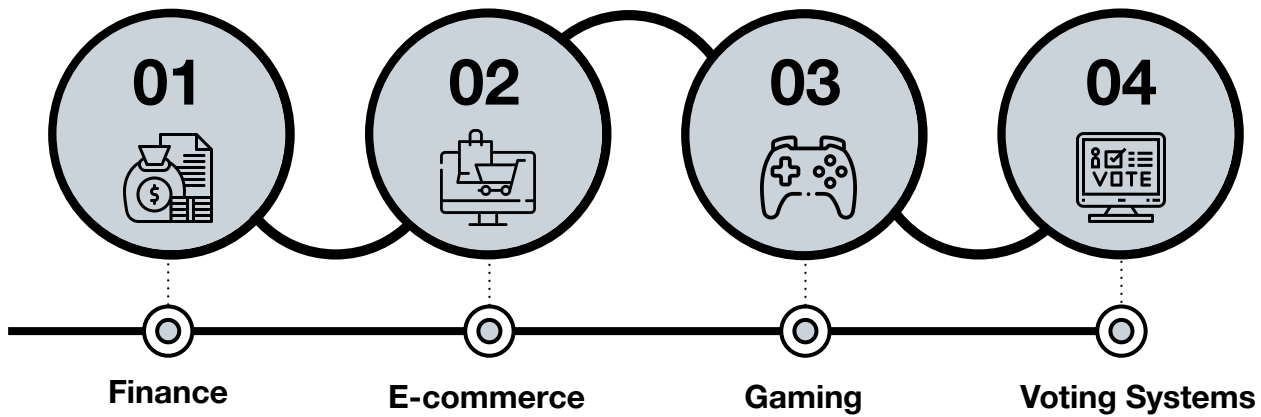 01
02
03
04
$
VOTE
Finance
E-commerce
Gaming
Voting Systems